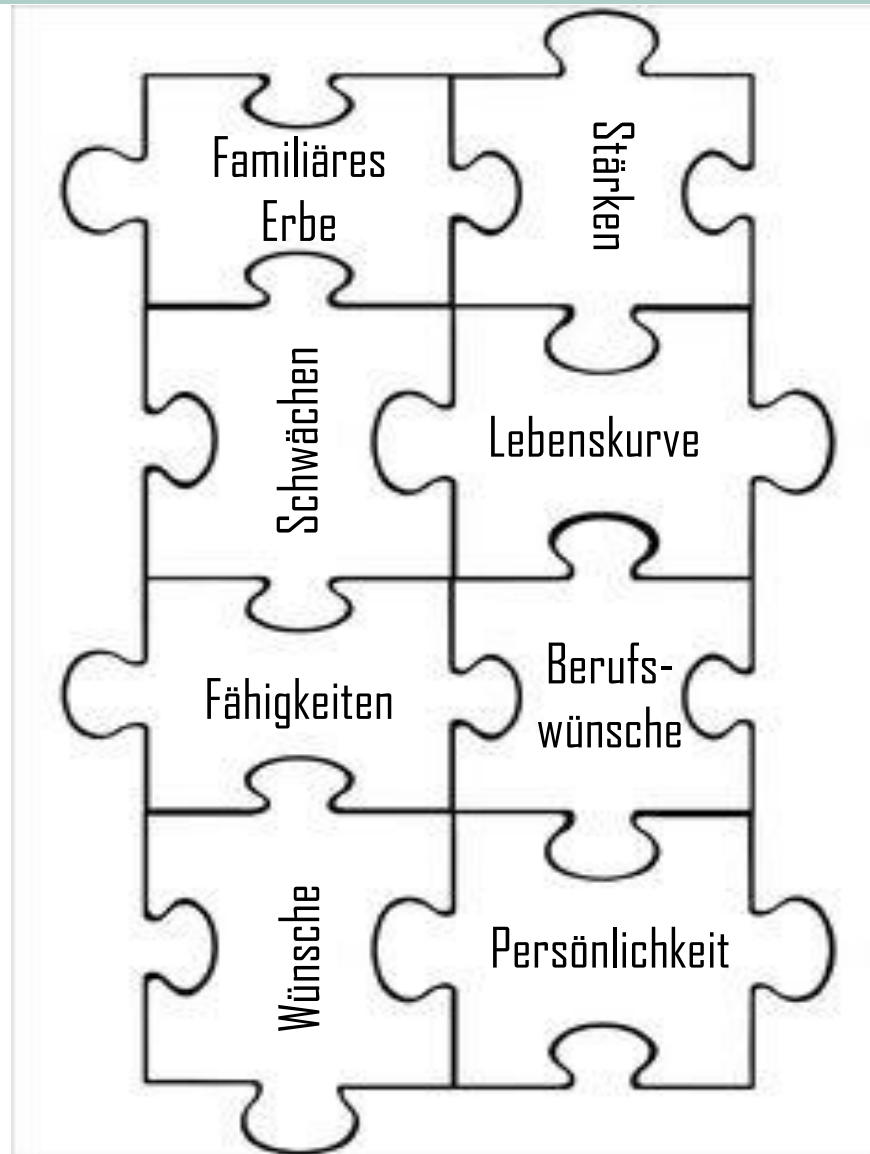 Familiäres
Erbe
Stärken
Schwächen
Lebenskurve
Fähigkeiten
Berufs-
wünsche
Wünsche
Persönlichkeit